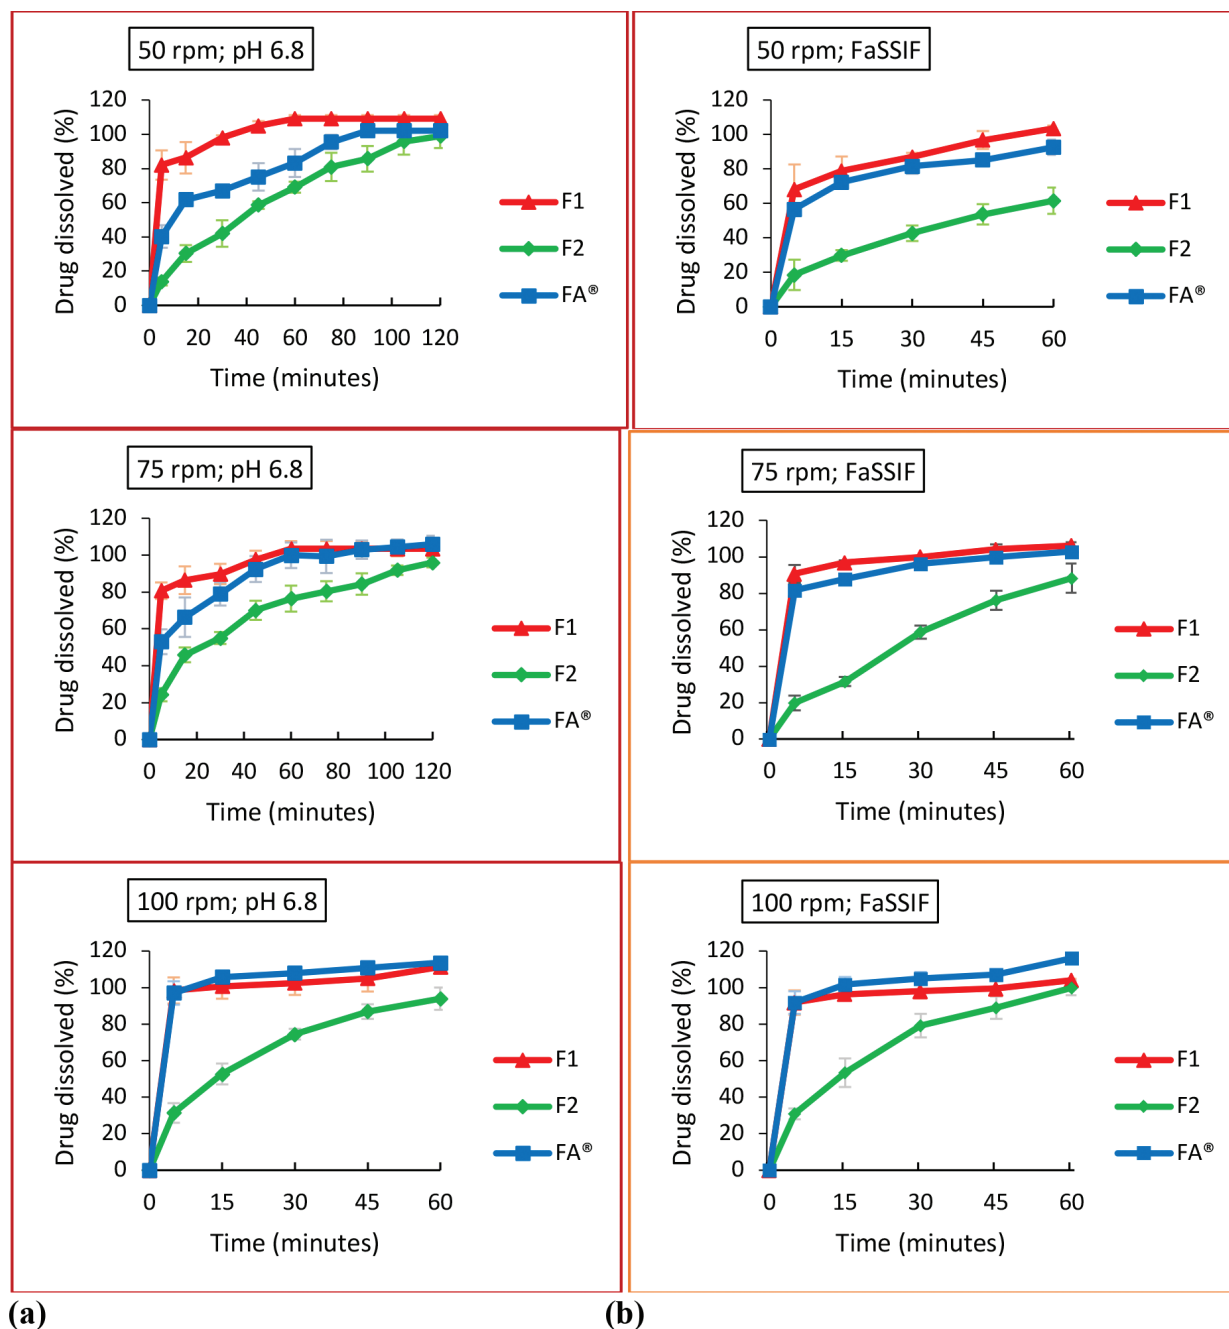 50 rpm; pH 6.8
120
100
80
60
40
20
0
Drug dissolved (%)
0 20 40 60 80 100 120
Time (minutes)
F1
F2
FA®
50 rpm; FaSSIF
120
100
80
60
40
20
0
Drug dissolved (%)
0 15 30 45 60
Time (minutes)
F1
F2
FA®
75 rpm; pH 6.8
120
100
80
60
40
20
0
Drug dissolved (%)
0 20 40 60 80 100 120
Time (minutes)
F1
F2
FA®
75 rpm; FaSSIF
120
100
80
60
40
20
0
Drug dissolved (%)
0 15 30 45 60
Time (minutes)
F1
F2
FA®
100 rpm; pH 6.8
120
100
80
60
40
20
0
Drug dissolved (%)
0 15 30 45 60
Time (minutes)
F1
F2
FA®
100 rpm; FaSSIF
120
100
80
60
40
20
0
Drug dissolved (%)
0 15 30 45 60
Time (minutes)
F1
F2
FA®
(a) (b)